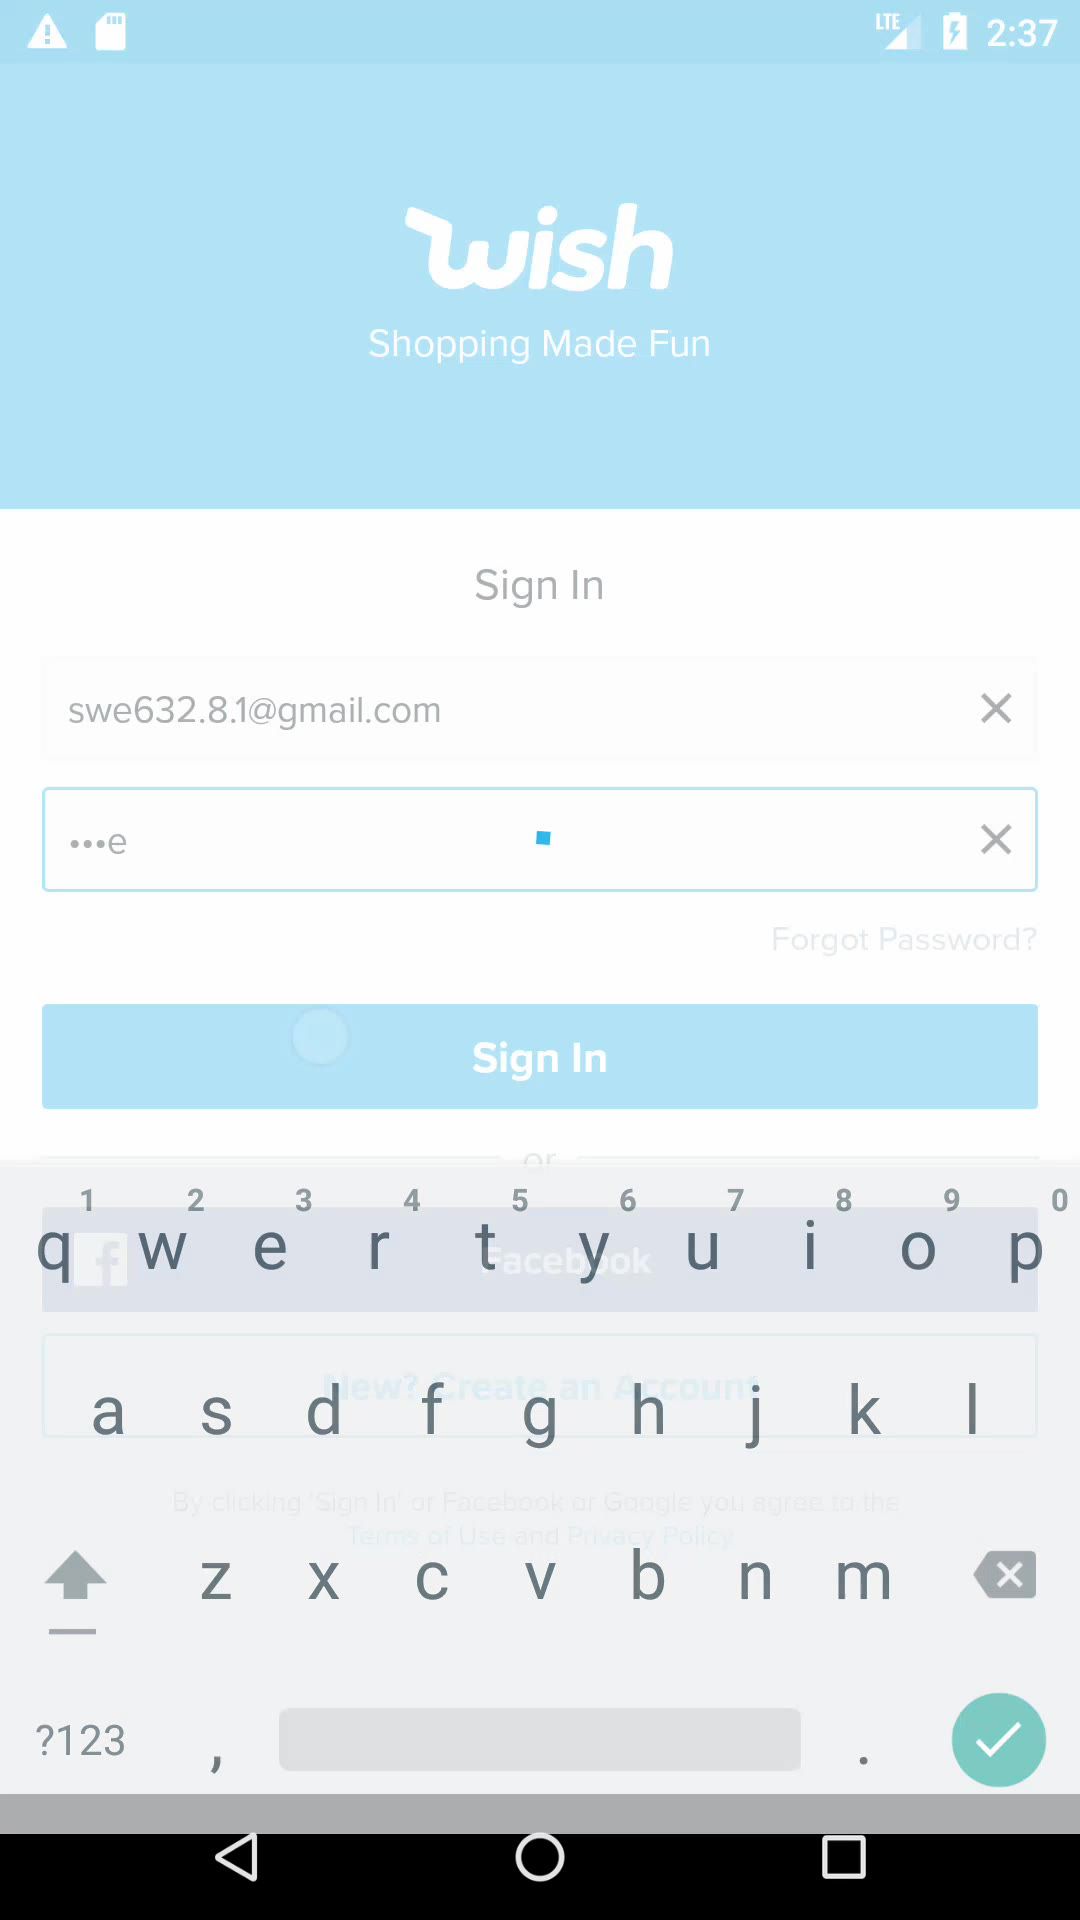 LTE 2:37
wish
Shopping Made Fun
Sign In
swe632.8.1@gmail.com
•••e
Forgot Password?
Sign In
or
1 2 3 4 5 6 7 8 9 0
q w e r t y u i o p
Facebook
New? Create an Account
a s d f g h j k l
By clicking 'Sign In' or Facebook or Google you agree to the
Terms of Use and Privacy Policy
z x c v b n m
?123 , .